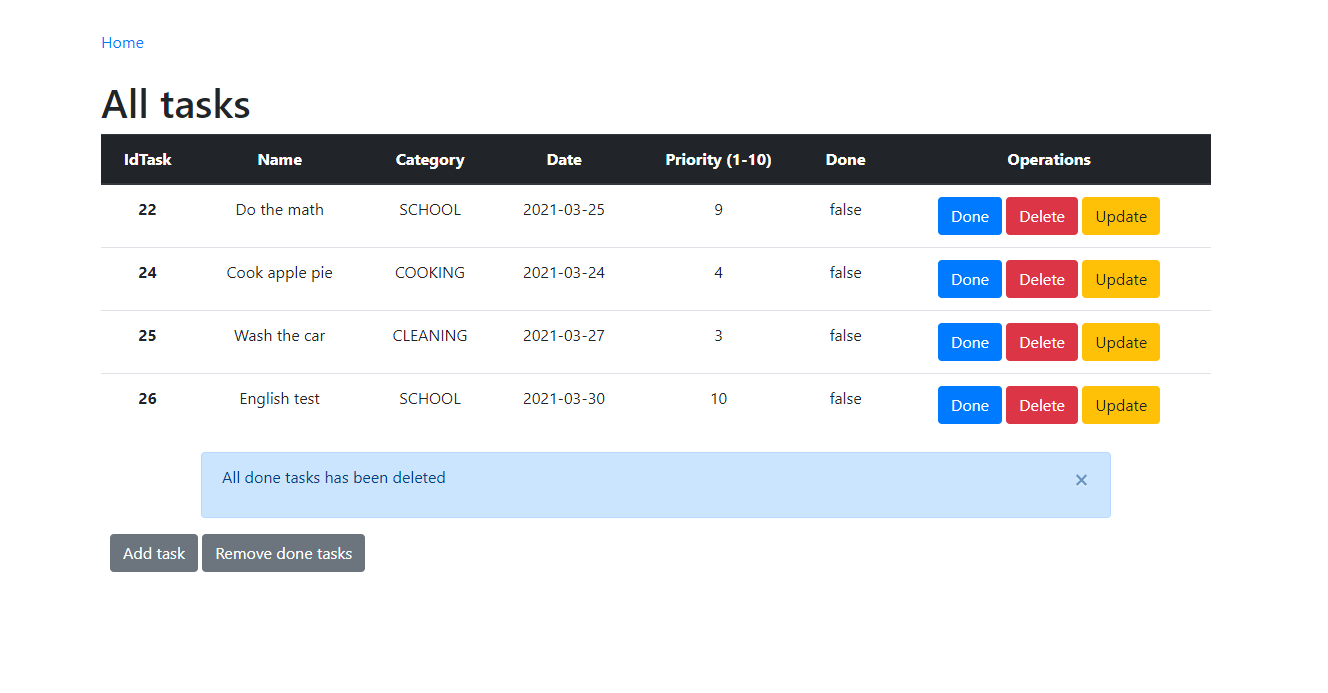 Home
All tasks
IdTask Name Category Date Priority (1-10) Done Operations
22 Do the math SCHOOL 2021-03-25 9 false Done Delete Update
24 Cook apple pie COOKING 2021-03-24 4 false Done Delete Update
25 Wash the car CLEANING 2021-03-27 3 false Done Delete Update
26 English test SCHOOL 2021-03-30 10 false Done Delete Update
All done tasks has been deleted ×
Add task Remove done tasks